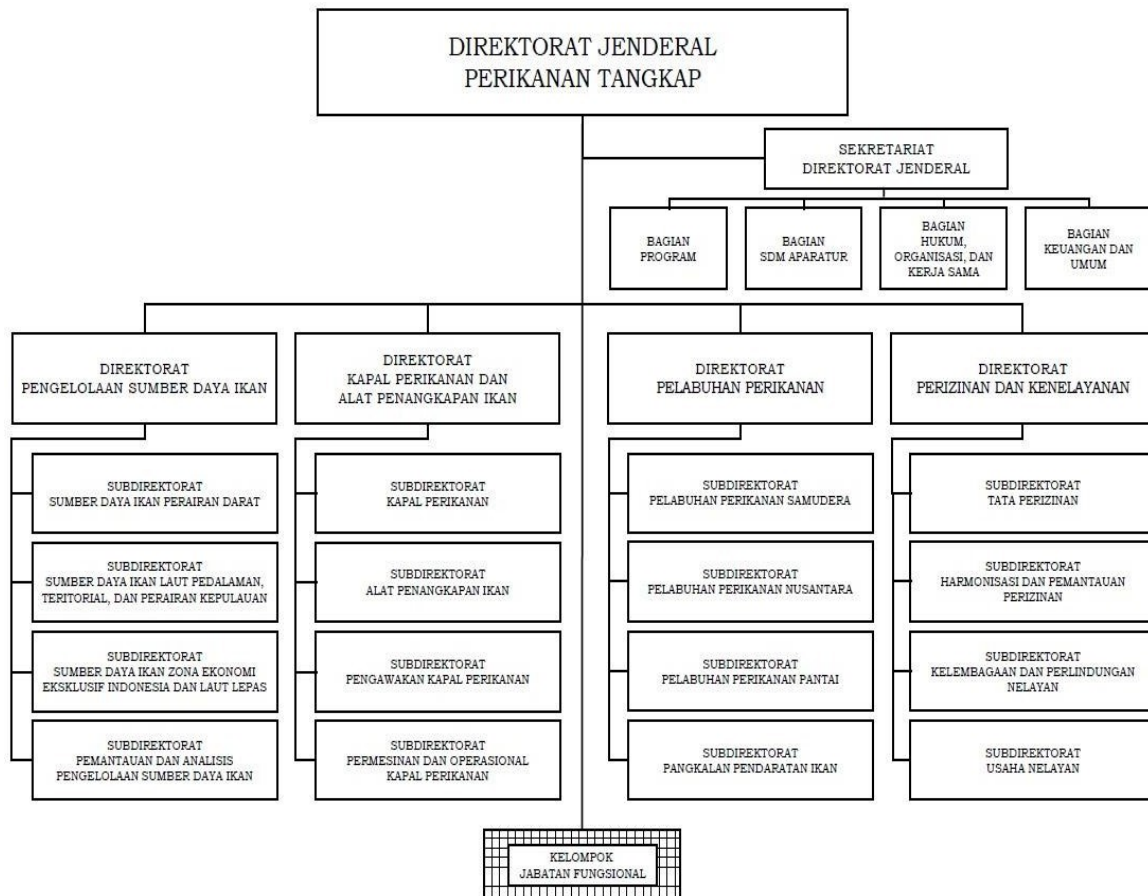 DIREKTORAT JENDERAL
PERIKANAN TANGKAP
SEKRETARIAT
DIREKTORAT JENDERAL
BAGIAN
PROGRAM
BAGIAN
SDM APARATUR
BAGIAN
HUKUM,
ORGANISASI, DAN
KERJA SAMA
BAGIAN
KEUANGAN DAN
UMUM
DIREKTORAT
PENGELOLAAN SUMBER DAYA IKAN
DIREKTORAT
KAPAL PERIKANAN DAN
ALAT PENANGKAPAN IKAN
DIREKTORAT
PELABUHAN PERIKANAN
DIREKTORAT
PERIZINAN DAN KENELAYANAN
SUBDIREKTORAT
SUMBER DAYA IKAN PERAIRAN DARAT
SUBDIREKTORAT
KAPAL PERIKANAN
SUBDIREKTORAT
PELABUHAN PERIKANAN SAMUDERA
SUBDIREKTORAT
TATA PERIZINAN
SUBDIREKTORAT
SUMBER DAYA IKAN LAUT PEDALAMAN,
TERITORIAL, DAN PERAIRAN KEPULAUAN
SUBDIREKTORAT
ALAT PENANGKAPAN IKAN
SUBDIREKTORAT
PELABUHAN PERIKANAN NUSANTARA
SUBDIREKTORAT
HARMONISASI DAN PEMANTAUAN
PERIZINAN
SUBDIREKTORAT
SUMBER DAYA IKAN ZONA EKONOMI
EKSKLUSIF INDONESIA DAN LAUT LEPAS
SUBDIREKTORAT
PENGAWAKAN KAPAL PERIKANAN
SUBDIREKTORAT
PELABUHAN PERIKANAN PANTAI
SUBDIREKTORAT
KELEMBAGAAN DAN PERLINDUNGAN
NELAYAN
SUBDIREKTORAT
PEMANTAUAN DAN ANALISIS
PENGELOLAAN SUMBER DAYA IKAN
SUBDIREKTORAT
PERMESINAN DAN OPERASIONAL
KAPAL PERIKANAN
SUBDIREKTORAT
PANGKALAN PENDARATAN IKAN
SUBDIREKTORAT
USAHA NELAYAN
KELOMPOK
JABATAN FUNGSIONAL